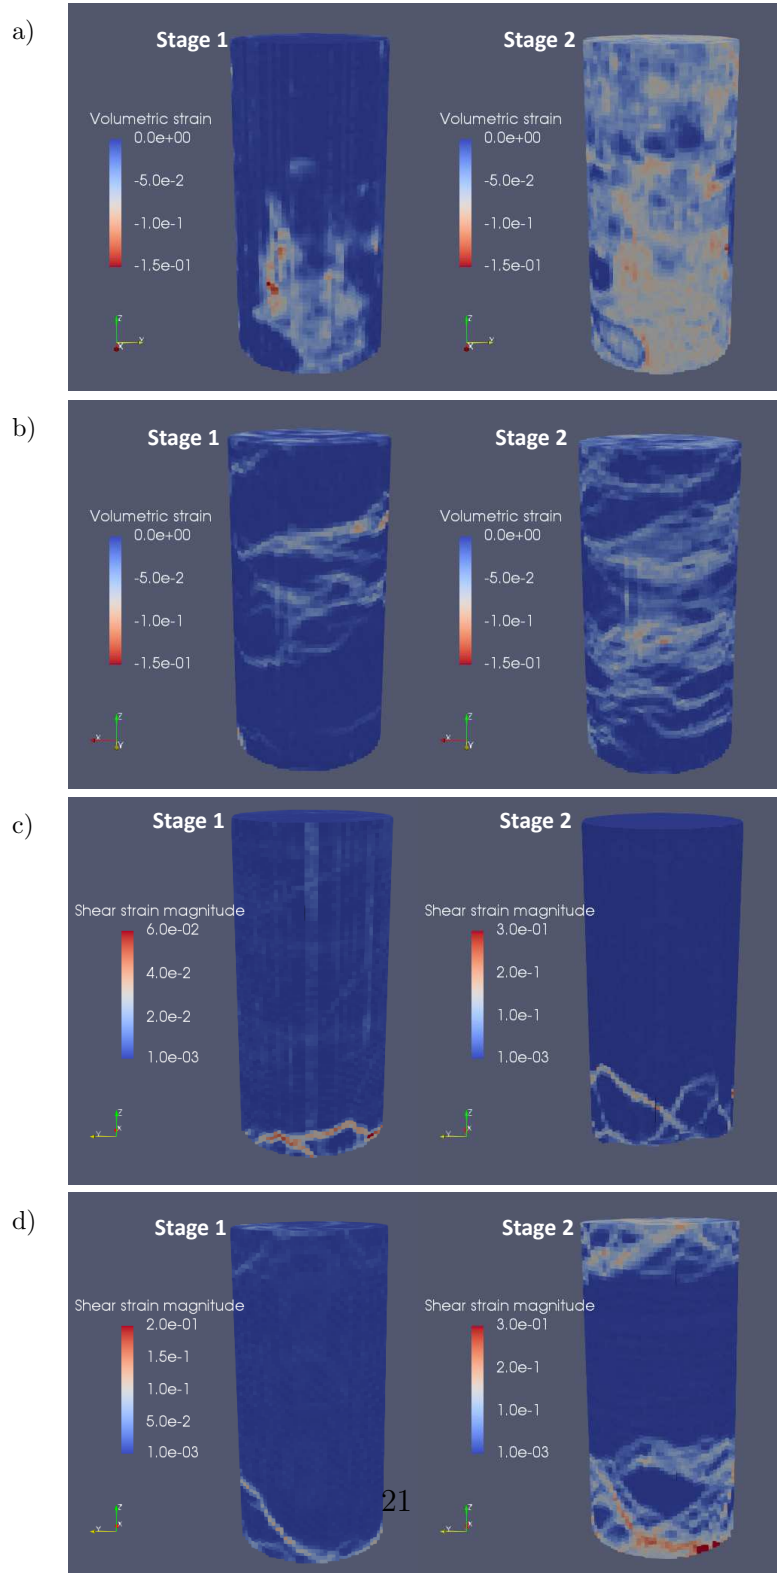 a)
Stage 1
Stage 2
Volumetric strain
0.0e+00
-5.0e-2
-1.0e-1
-1.5e-01
Z
X
Y
Volumetric strain
0.0e+00
-5.0e-2
-1.0e-1
-1.5e-01
Z
X
Y
b)
Stage 1
Stage 2
Volumetric strain
0.0e+00
-5.0e-2
-1.0e-1
-1.5e-01
Z
X
Y
Volumetric strain
0.0e+00
-5.0e-2
-1.0e-1
-1.5e-01
Z
X
Y
c)
Stage 1
Stage 2
Shear strain magnitude
6.0e-02
4.0e-2
2.0e-2
1.0e-03
Z
X
Y
Shear strain magnitude
3.0e-01
2.0e-1
1.0e-1
1.0e-03
Z
X
Y
d)
Stage 1
Stage 2
Shear strain magnitude
2.0e-01
1.5e-1
1.0e-1
5.0e-2
1.0e-03
Z
X
Y
Shear strain magnitude
3.0e-01
2.0e-1
1.0e-1
1.0e-03
Z
X
Y
21